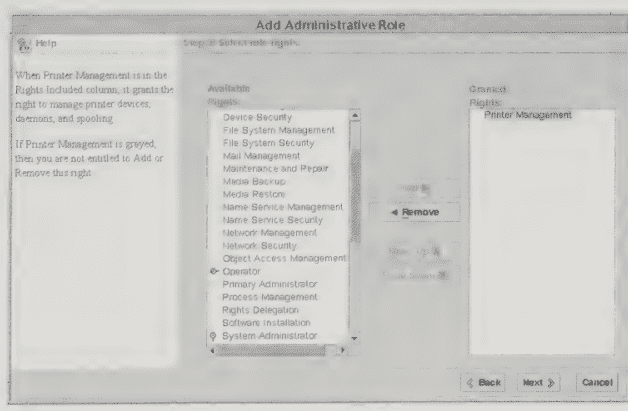 Add Administrative Role
Help
Select role rights
When Printer Management is in the
Rights Included column, it grants the
right to manage printer devices,
daemons, and spooling
If Printer Management is grayed,
then you are not entitled to Add or
Remove this right
Available
Rights:
Device Security
File System Management
File System Security
Mail Management
Maintenance and Repair
Media Backup
Media Restore
Name Service Management
Name Service Security
Network Management
Network Security
Object Access Management
Operator
Primary Administrator
Process Management
Rights Delegation
Software Installation
System Administrator
Remove
Granted
Rights:
Printer Management
Back
Next
Cancel